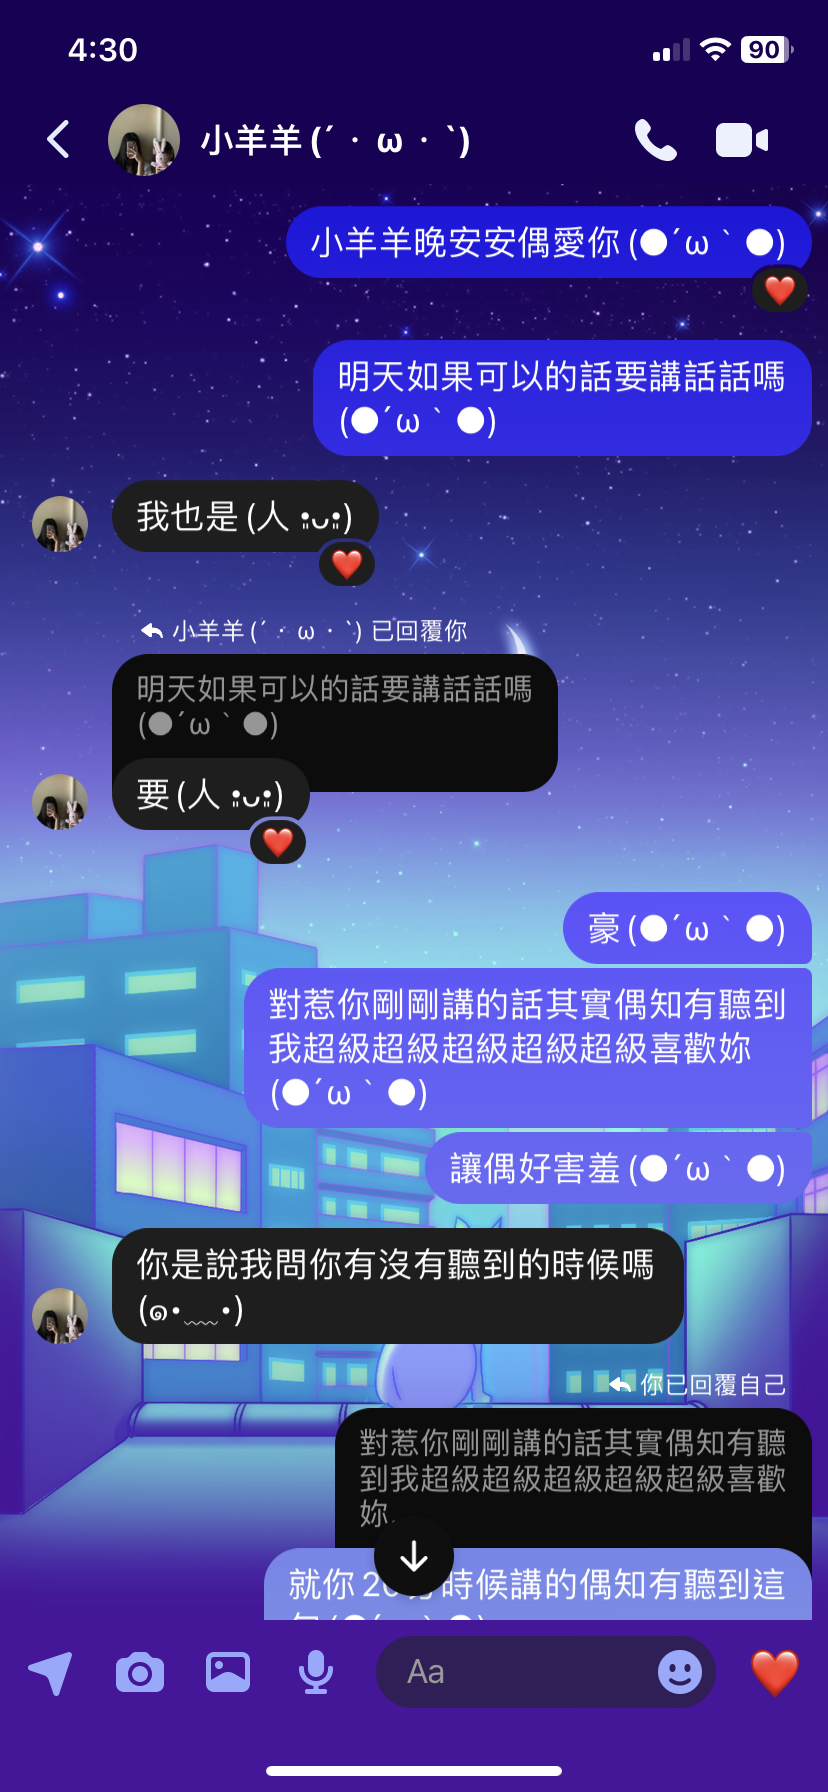 4:30
90
小羊羊 (´・ω・`)
小羊羊晚安安偶愛你 (●´ω｀●)
明天如果可以的話要講話話嗎
(●´ω｀●)
我也是 (人 •͈ᴗ•͈)
小羊羊 (´・ω・`) 已回覆你
明天如果可以的話要講話話嗎
(●´ω｀●)
要 (人 •͈ᴗ•͈)
豪 (●´ω｀●)
對惹你剛剛講的話其實偶知有聽到
我超級超級超級超級超級喜歡妳
(●´ω｀●)
讓偶好害羞 (●´ω｀●)
你是說我問你有沒有聽到的時候嗎
(๑•﹏•)
你已回覆自己
對惹你剛剛講的話其實偶知有聽
到我超級超級超級超級超級喜歡
妳
就你 2 時候講的偶知有聽到這
Aa